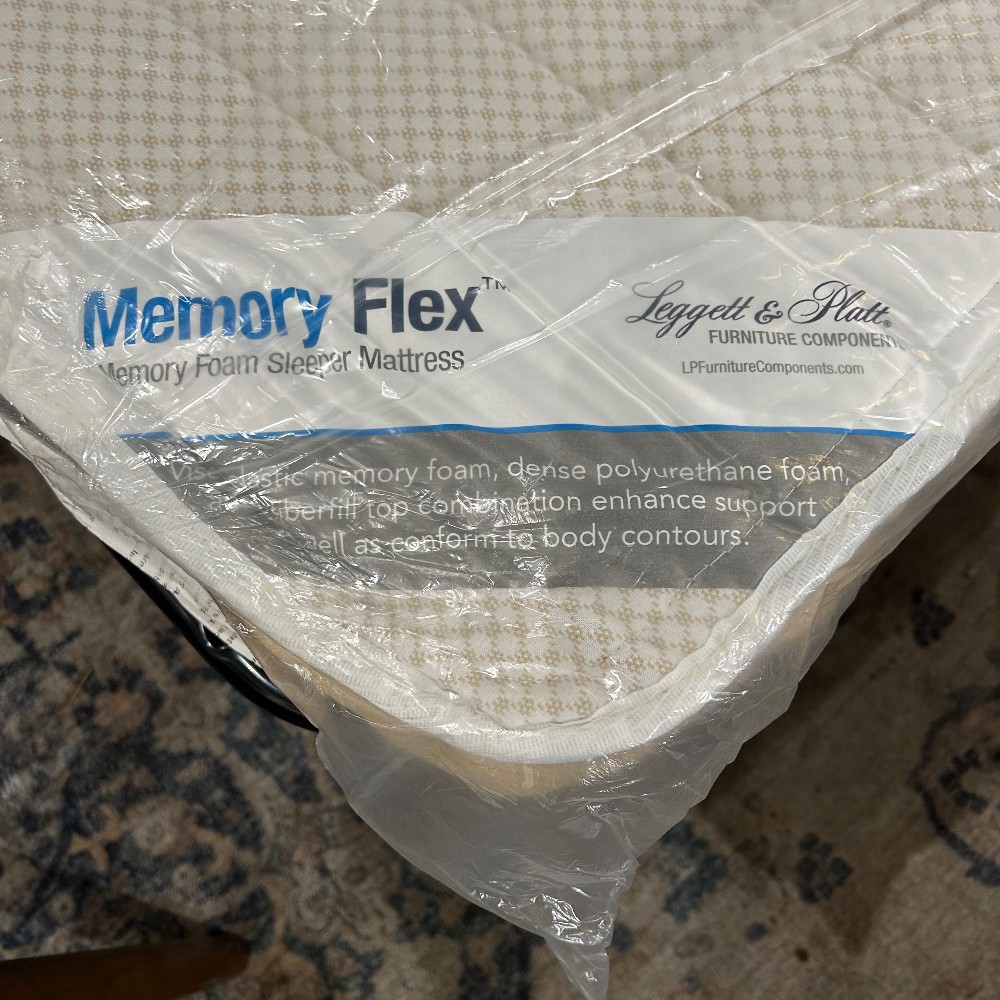 Memory Flex™
Memory Foam Sleeper Mattress
Leggett & Platt®
FURNITURE COMPONENT
LPFurnitureComponents.com
memory foam, dense polyurethane foam,
top combination enhance support
as conform to body contours.